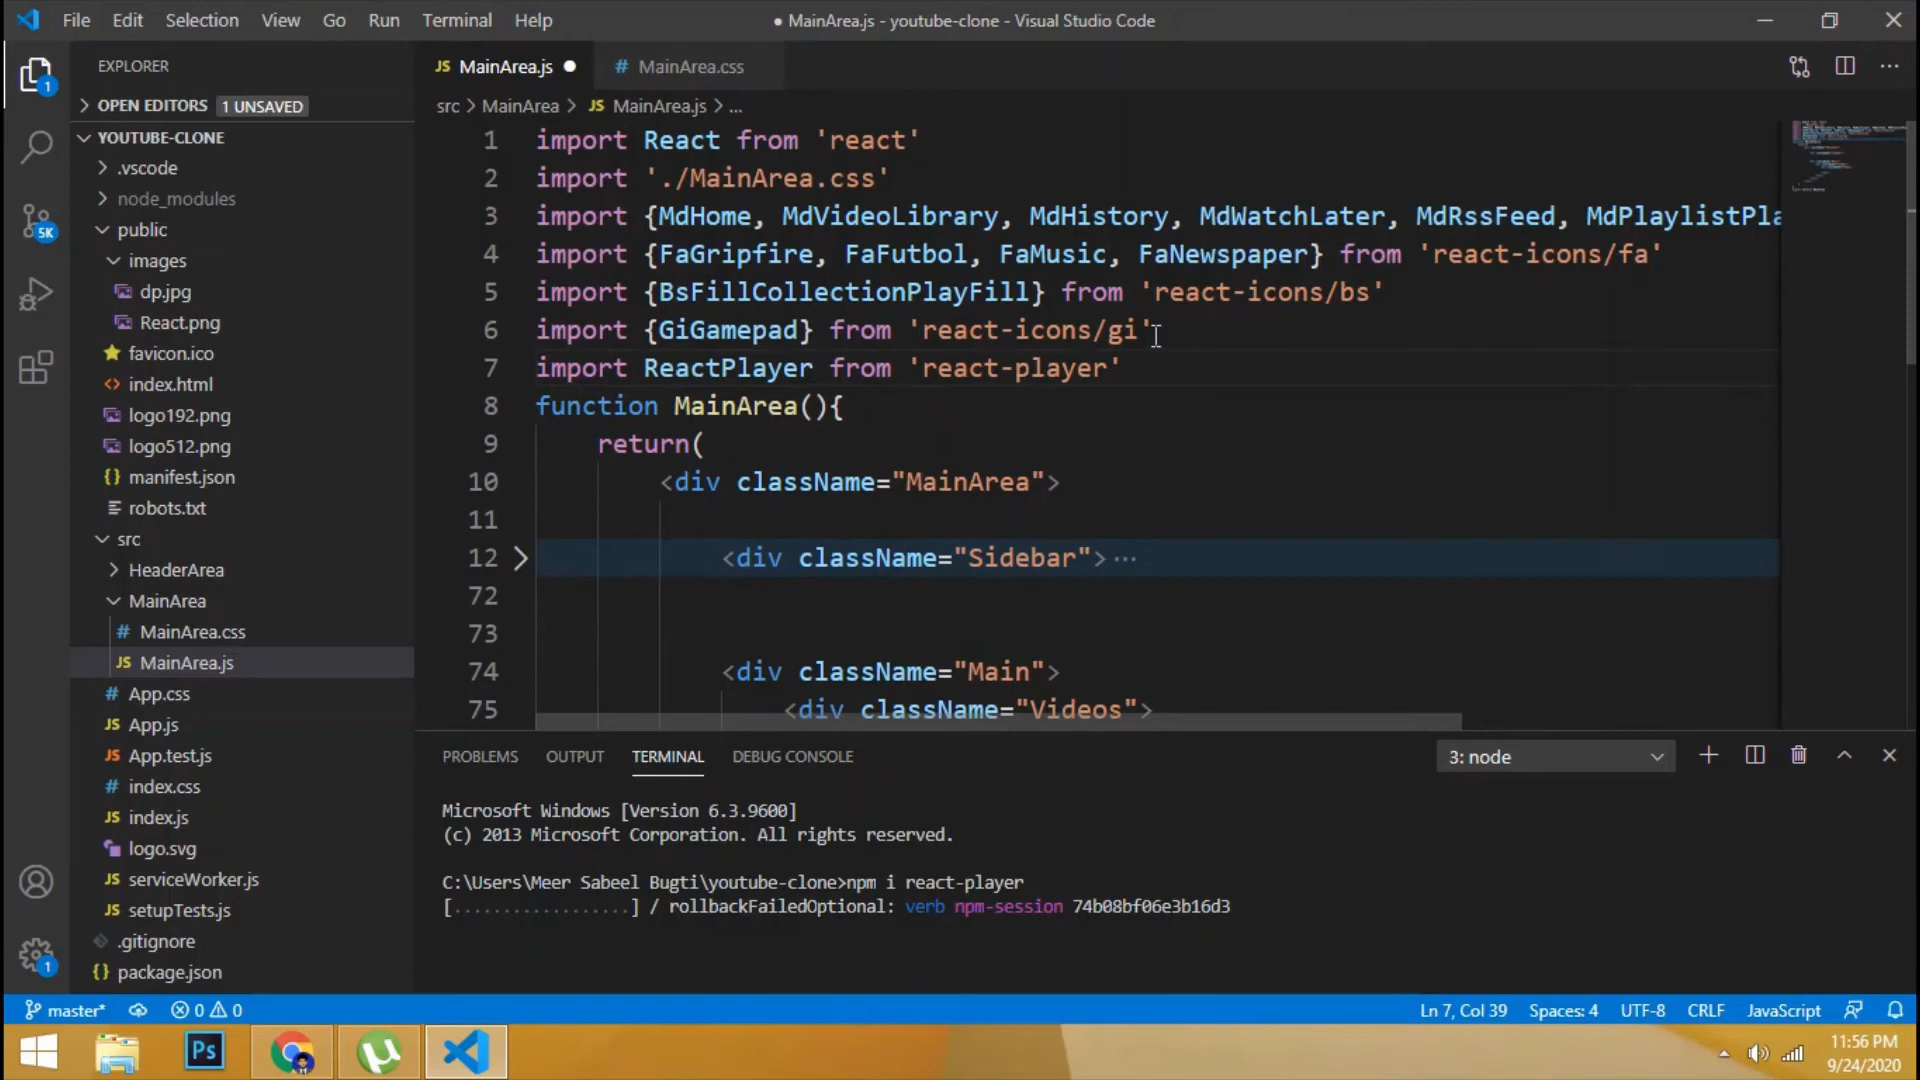 File Edit Selection View Go Run Terminal Help
● MainArea.js - youtube-clone - Visual Studio Code
EXPLORER
OPEN EDITORS 1 UNSAVED
YOUTUBE-CLONE
.vscode
node_modules
public
images
dp.jpg
React.png
favicon.ico
index.html
logo192.png
logo512.png
manifest.json
robots.txt
src
HeaderArea
MainArea
MainArea.css
MainArea.js
App.css
App.js
App.test.js
index.css
index.js
logo.svg
serviceWorker.js
setupTests.js
.gitignore
package.json
1
5K
1
JS MainArea.js ●
# MainArea.css
src > MainArea > JS MainArea.js > ...
1 import React from 'react'
2 import './MainArea.css'
3 import {MdHome, MdVideoLibrary, MdHistory, MdWatchLater, MdRssFeed, MdPlaylistPla
4 import {FaGripfire, FaFutbol, FaMusic, FaNewspaper} from 'react-icons/fa'
5 import {BsFillCollectionPlayFill} from 'react-icons/bs'
6 import {GiGamepad} from 'react-icons/gi'
7 import ReactPlayer from 'react-player'
8 function MainArea(){
9 return(
10 <div className="MainArea">
11
12 <div className="Sidebar"> ...
72
73
74 <div className="Main">
75 <div className="Videos">
PROBLEMS OUTPUT TERMINAL DEBUG CONSOLE 3: node
Microsoft Windows [Version 6.3.9600]
(c) 2013 Microsoft Corporation. All rights reserved.
C:\Users\Meer Sabeel Bugti\youtube-clone>npm i react-player
[..................] / rollbackFailedOptional: verb npm-session 74b08bf06e3b16d3
master* 0 0 Ln 7, Col 39 Spaces: 4 UTF-8 CRLF JavaScript
Ps
11:56 PM
9/24/2020